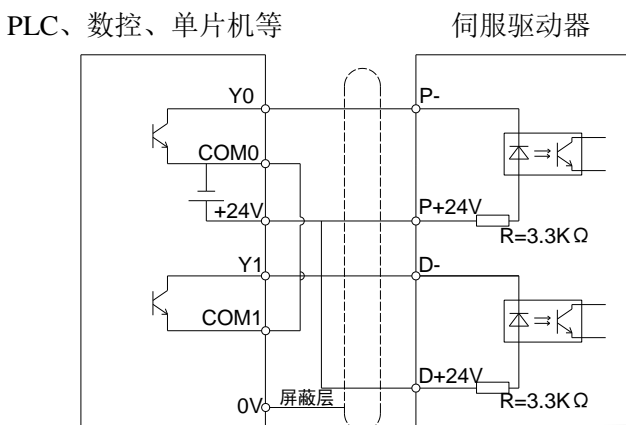 PLC、数控、单片机等
伺服驱动器
Y0
P-
COM0
+24V
P+24V
R=3.3KΩ
Y1
D-
COM1
D+24V
R=3.3KΩ
0V
屏蔽层